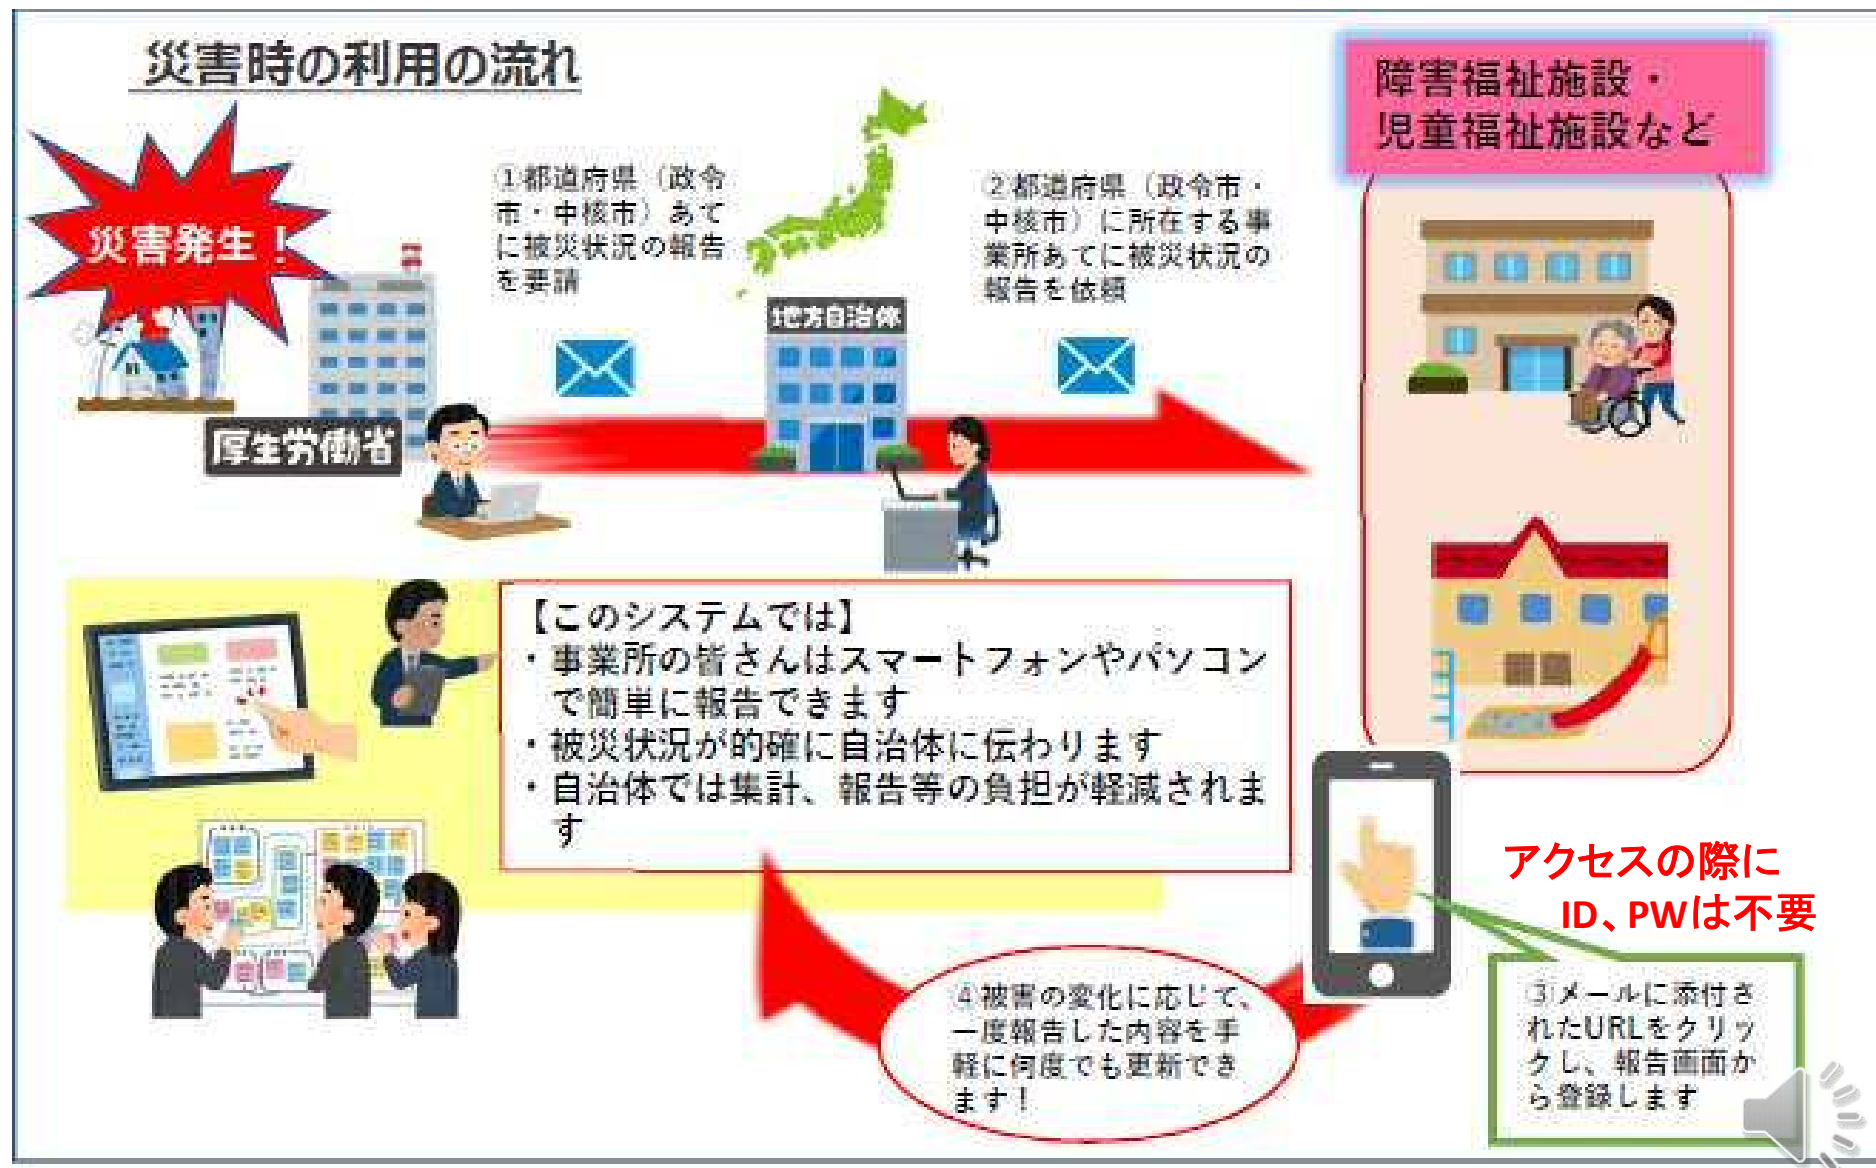 災害時の利用の流れ
災害発生！
厚生労働省
①都道府県（政令
市・中核市）あて
に被災状況の報告
を要請
地方自治体
②都道府県（政令市・
中核市）に所在する事
業所あてに被災状況の
報告を依頼
障害福祉施設・
児童福祉施設など
【このシステムでは】
・事業所の皆さんはスマートフォンやパソコン
で簡単に報告できます
・被災状況が的確に自治体に伝わります
・自治体では集計、報告等の負担が軽減されま
す
アクセスの際に
ID、PWは不要
③メールに添付さ
れたURLをクリッ
クし、報告画面か
ら登録します
④被害の変化に応じて、
一度報告した内容を手
軽に何度でも更新でき
ます！